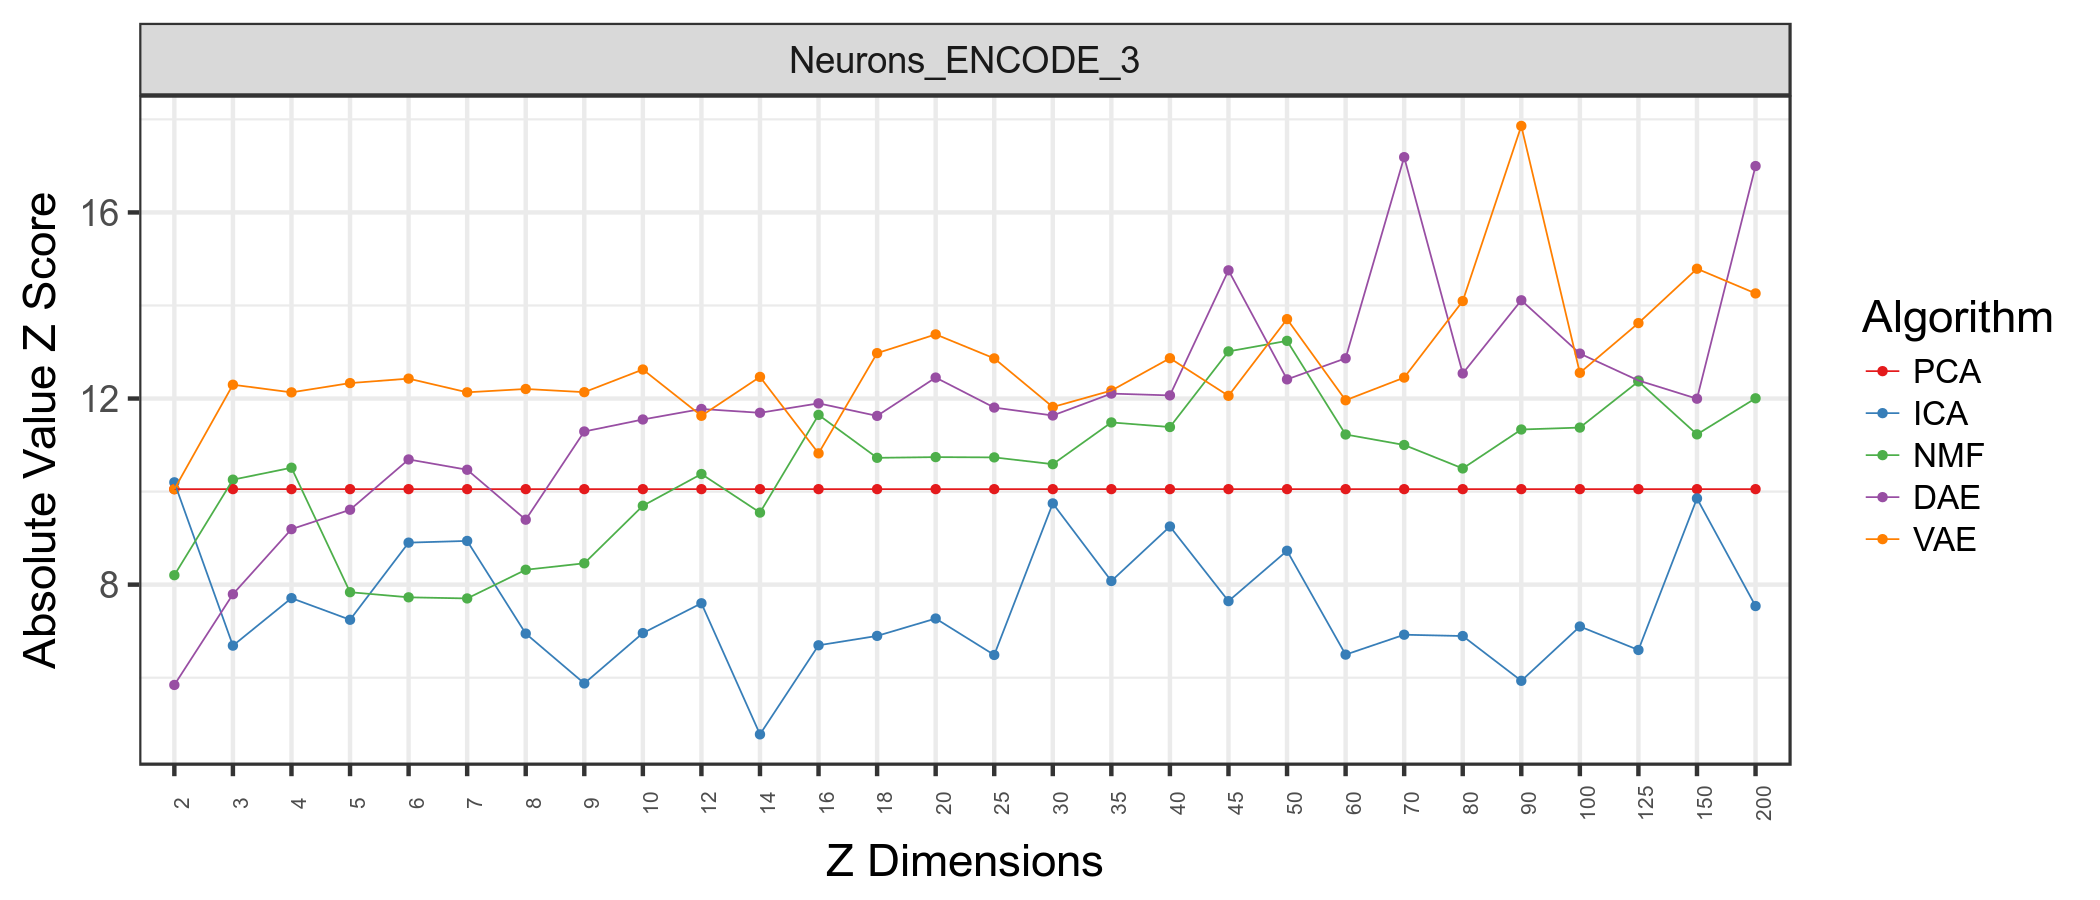 Neurons_ENCODE_3
Absolute Value Z Score
16
12
8
2 3 4 5 6 7 8 9 10 12 14 16 18 20 25 30 35 40 45 50 60 70 80 90 100 125 150 200
Z Dimensions
Algorithm
PCA
ICA
NMF
DAE
VAE